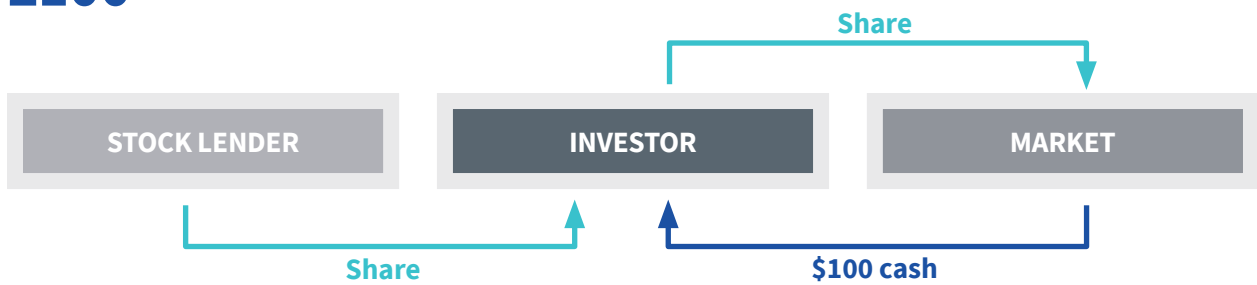 Share
STOCK LENDER
INVESTOR
MARKET
Share
$100 cash